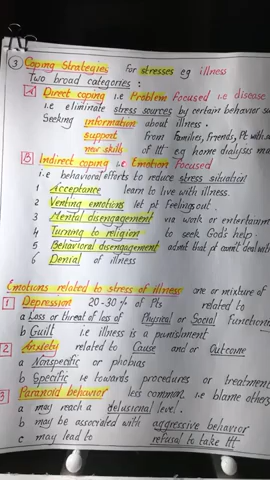 ③ Coping Strategies for stresses eg illness
Two broad categories :
A Direct coping i.e Problem Focused i.e disease
i.e eliminate stress sources by certain behavior
Seeking information about illness.
support from Families, Friends, Pt with
new skills of ttt eg home dialysis
B Indirect coping i.e Emotion Focused
i.e behavioral efforts to reduce stress situation
1 Acceptance learn to live with illness.
2 Venting emotions let pt Feelings out.
3 Mental disengagement via work or
4 Turning to religion to seek God's help.
5 Behavioral disengagement admit that pt cannot deal
6 Denial of illness
Emotions related to stress of illness one or mixture of
1 Depression 20-30 % of Pts related to
a Loss or threat of loss of Physical or Social
b Guilt i.e illness is a punishment
2 Anxiety related to Cause and/or Outcome
a Nonspecific or phobias
b Specific i.e towards procedures or
3 Paranoid behavior less common i.e blame others
a may reach a delusional level.
b may be associated with aggressive behavior
c may lead to refusal to take ttt